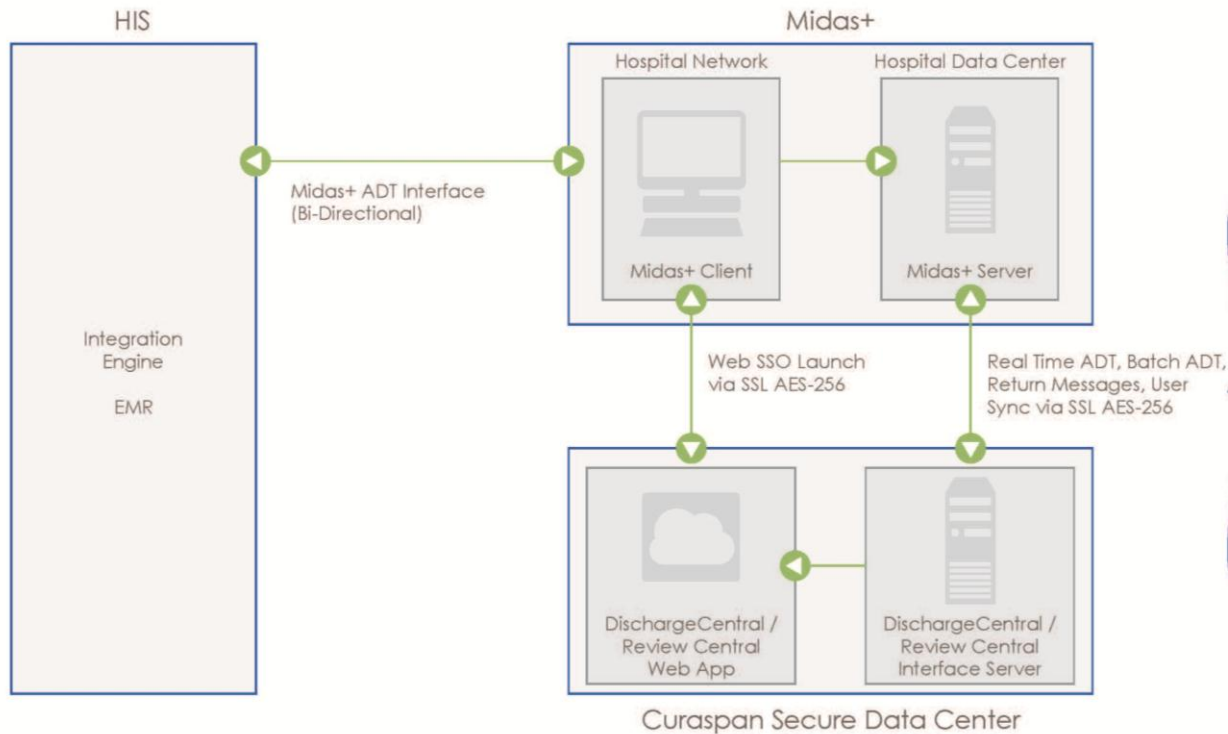 HIS
Midas+
Hospital Network
Hospital Data Center
Midas+ ADT Interface
(Bi-Directional)
Midas+ Client
Midas+ Server
Integration
Engine
EMR
Web SSO Launch
via SSL AES-256
Real Time ADT, Batch ADT,
Return Messages, User
Sync via SSL AES-256
DischargeCentral /
Review Central
Web App
DischargeCentral /
Review Central
Interface Server
Curaspan Secure Data Center